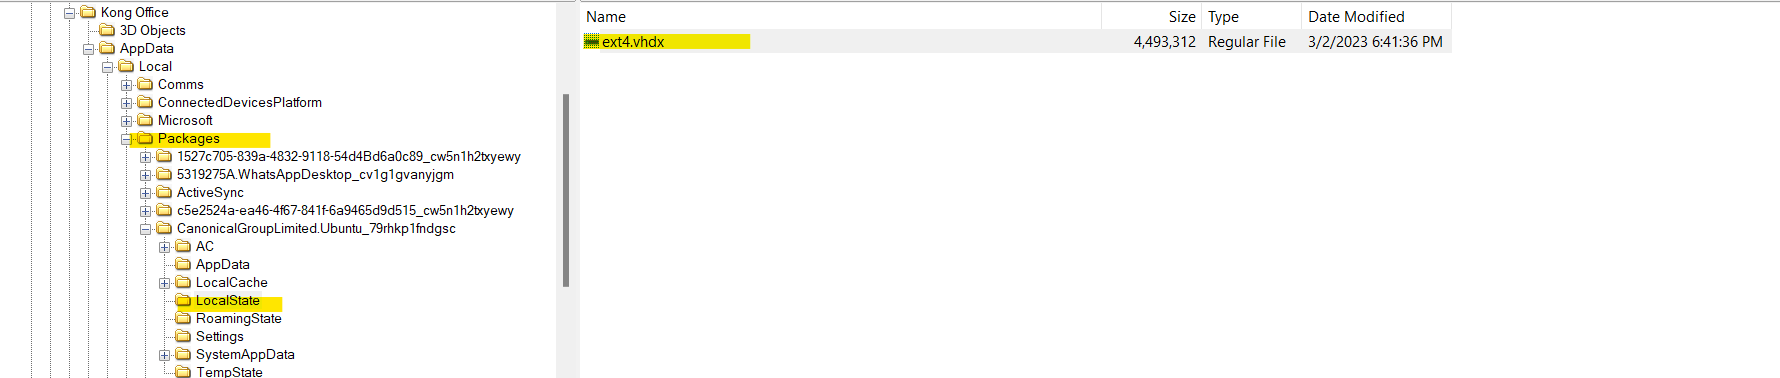 Kong Office
3D Objects
AppData
Local
Comms
ConnectedDevicesPlatform
Microsoft
Packages
1527c705-839a-4832-9118-54d4Bd6a0c89_cw5n1h2txyewy
5319275A.WhatsAppDesktop_cv1g1gvanyjgm
ActiveSync
c5e2524a-ea46-4f67-841f-6a9465d9d515_cw5n1h2txyewy
CanonicalGroupLimited.Ubuntu_79rhkp1fndgsc
AC
AppData
LocalCache
LocalState
RoamingState
Settings
SystemAppData
TempState
Name Size Type Date Modified
ext4.vhdx 4,493,312 Regular File 3/2/2023 6:41:36 PM